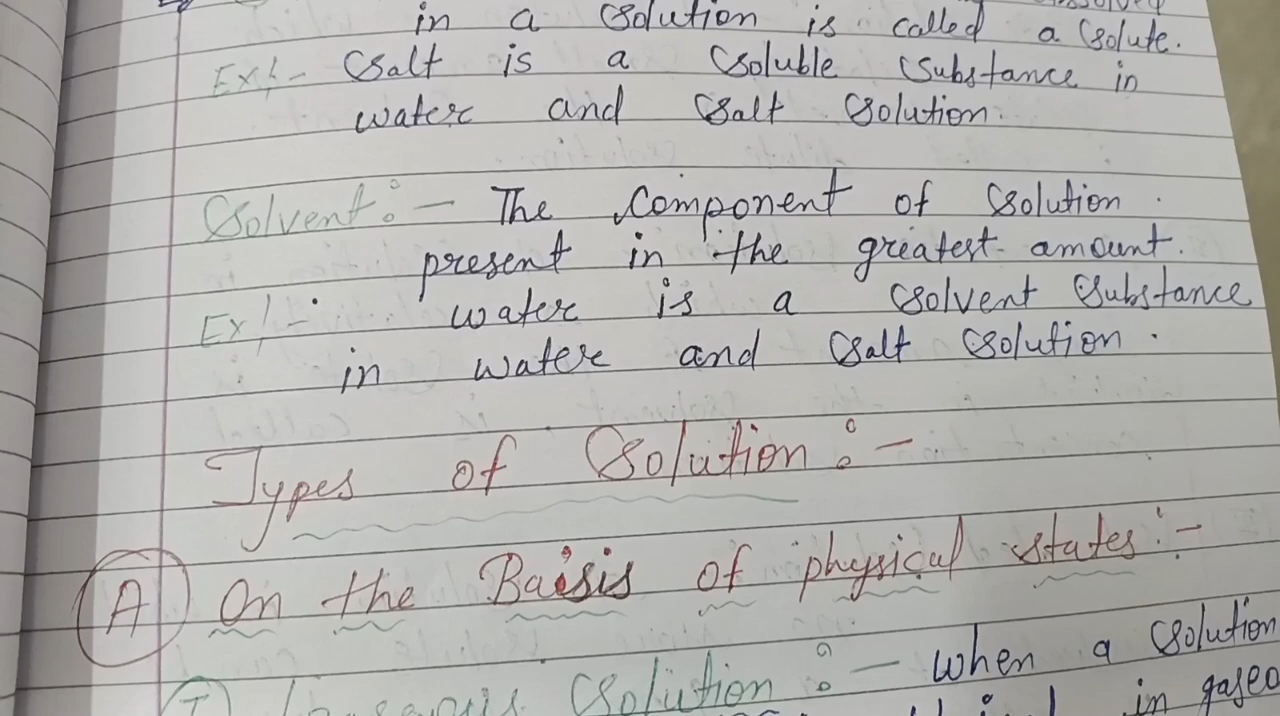 in a solution is called a solute.
Ex!- Salt is a soluble substance in
water and salt solution.
Solvent:- The component of solution.
present in the greatest amount.
Ex!- water is a solvent substance
in water and salt solution.
Types of Solution:-
A On the Baisis of physical states:-
Solution:- when a solution
in gaseo